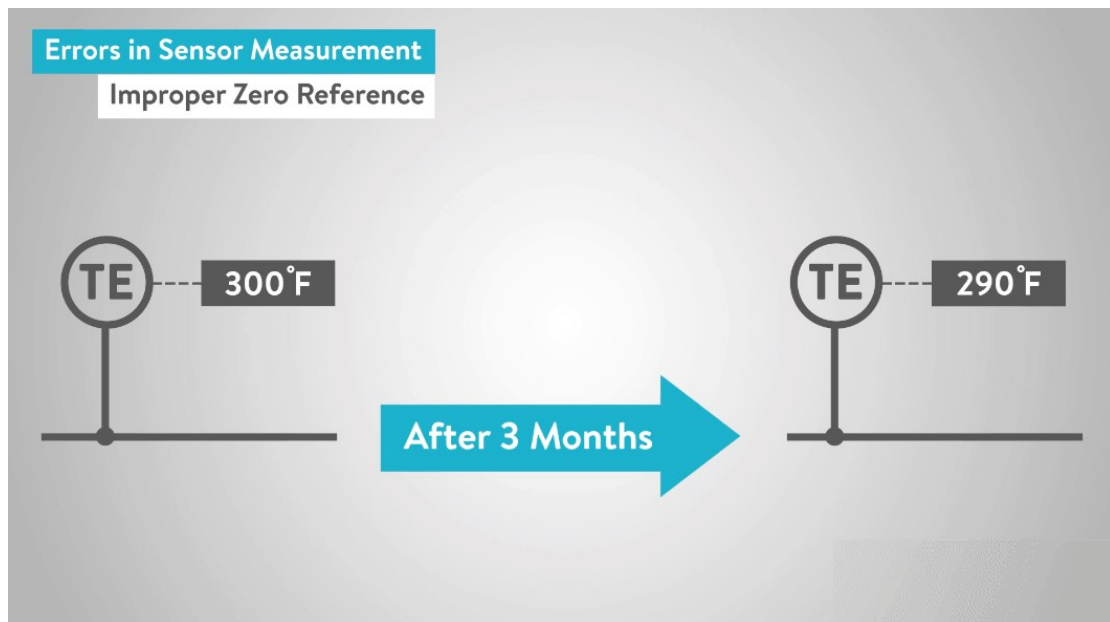 Errors in Sensor Measurement
Improper Zero Reference
TE
300°F
TE
290°F
After 3 Months